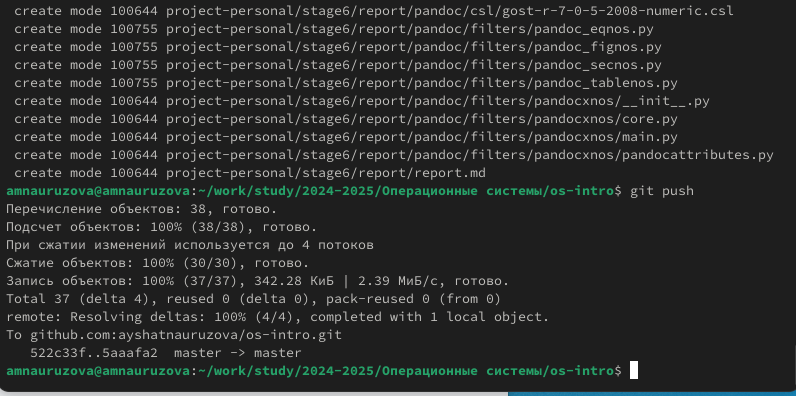 create mode 100644 project-personal/stage6/report/pandoc/csl/gost-r-7-0-5-2008-numeric.csl
create mode 100755 project-personal/stage6/report/pandoc/filters/pandoc_eqnos.py
create mode 100755 project-personal/stage6/report/pandoc/filters/pandoc_fignos.py
create mode 100755 project-personal/stage6/report/pandoc/filters/pandoc_secnos.py
create mode 100755 project-personal/stage6/report/pandoc/filters/pandoc_tablenos.py
create mode 100644 project-personal/stage6/report/pandoc/filters/pandocxnos/__init__.py
create mode 100644 project-personal/stage6/report/pandoc/filters/pandocxnos/core.py
create mode 100644 project-personal/stage6/report/pandoc/filters/pandocxnos/main.py
create mode 100644 project-personal/stage6/report/pandoc/filters/pandocxnos/pandocattributes.py
create mode 100644 project-personal/stage6/report/report.md
amnauruzova@amnauruzova:~/work/study/2024-2025/Операционные системы/os-intro$ git push
Перечисление объектов: 38, готово.
Подсчет объектов: 100% (38/38), готово.
При сжатии изменений используется до 4 потоков
Сжатие объектов: 100% (30/30), готово.
Запись объектов: 100% (37/37), 342.28 КиБ | 2.39 МиБ/с, готово.
Total 37 (delta 4), reused 0 (delta 0), pack-reused 0 (from 0)
remote: Resolving deltas: 100% (4/4), completed with 1 local object.
To github.com:ayshatnauruzova/os-intro.git
522c33f..5aaafa2  master -> master
amnauruzova@amnauruzova:~/work/study/2024-2025/Операционные системы/os-intro$